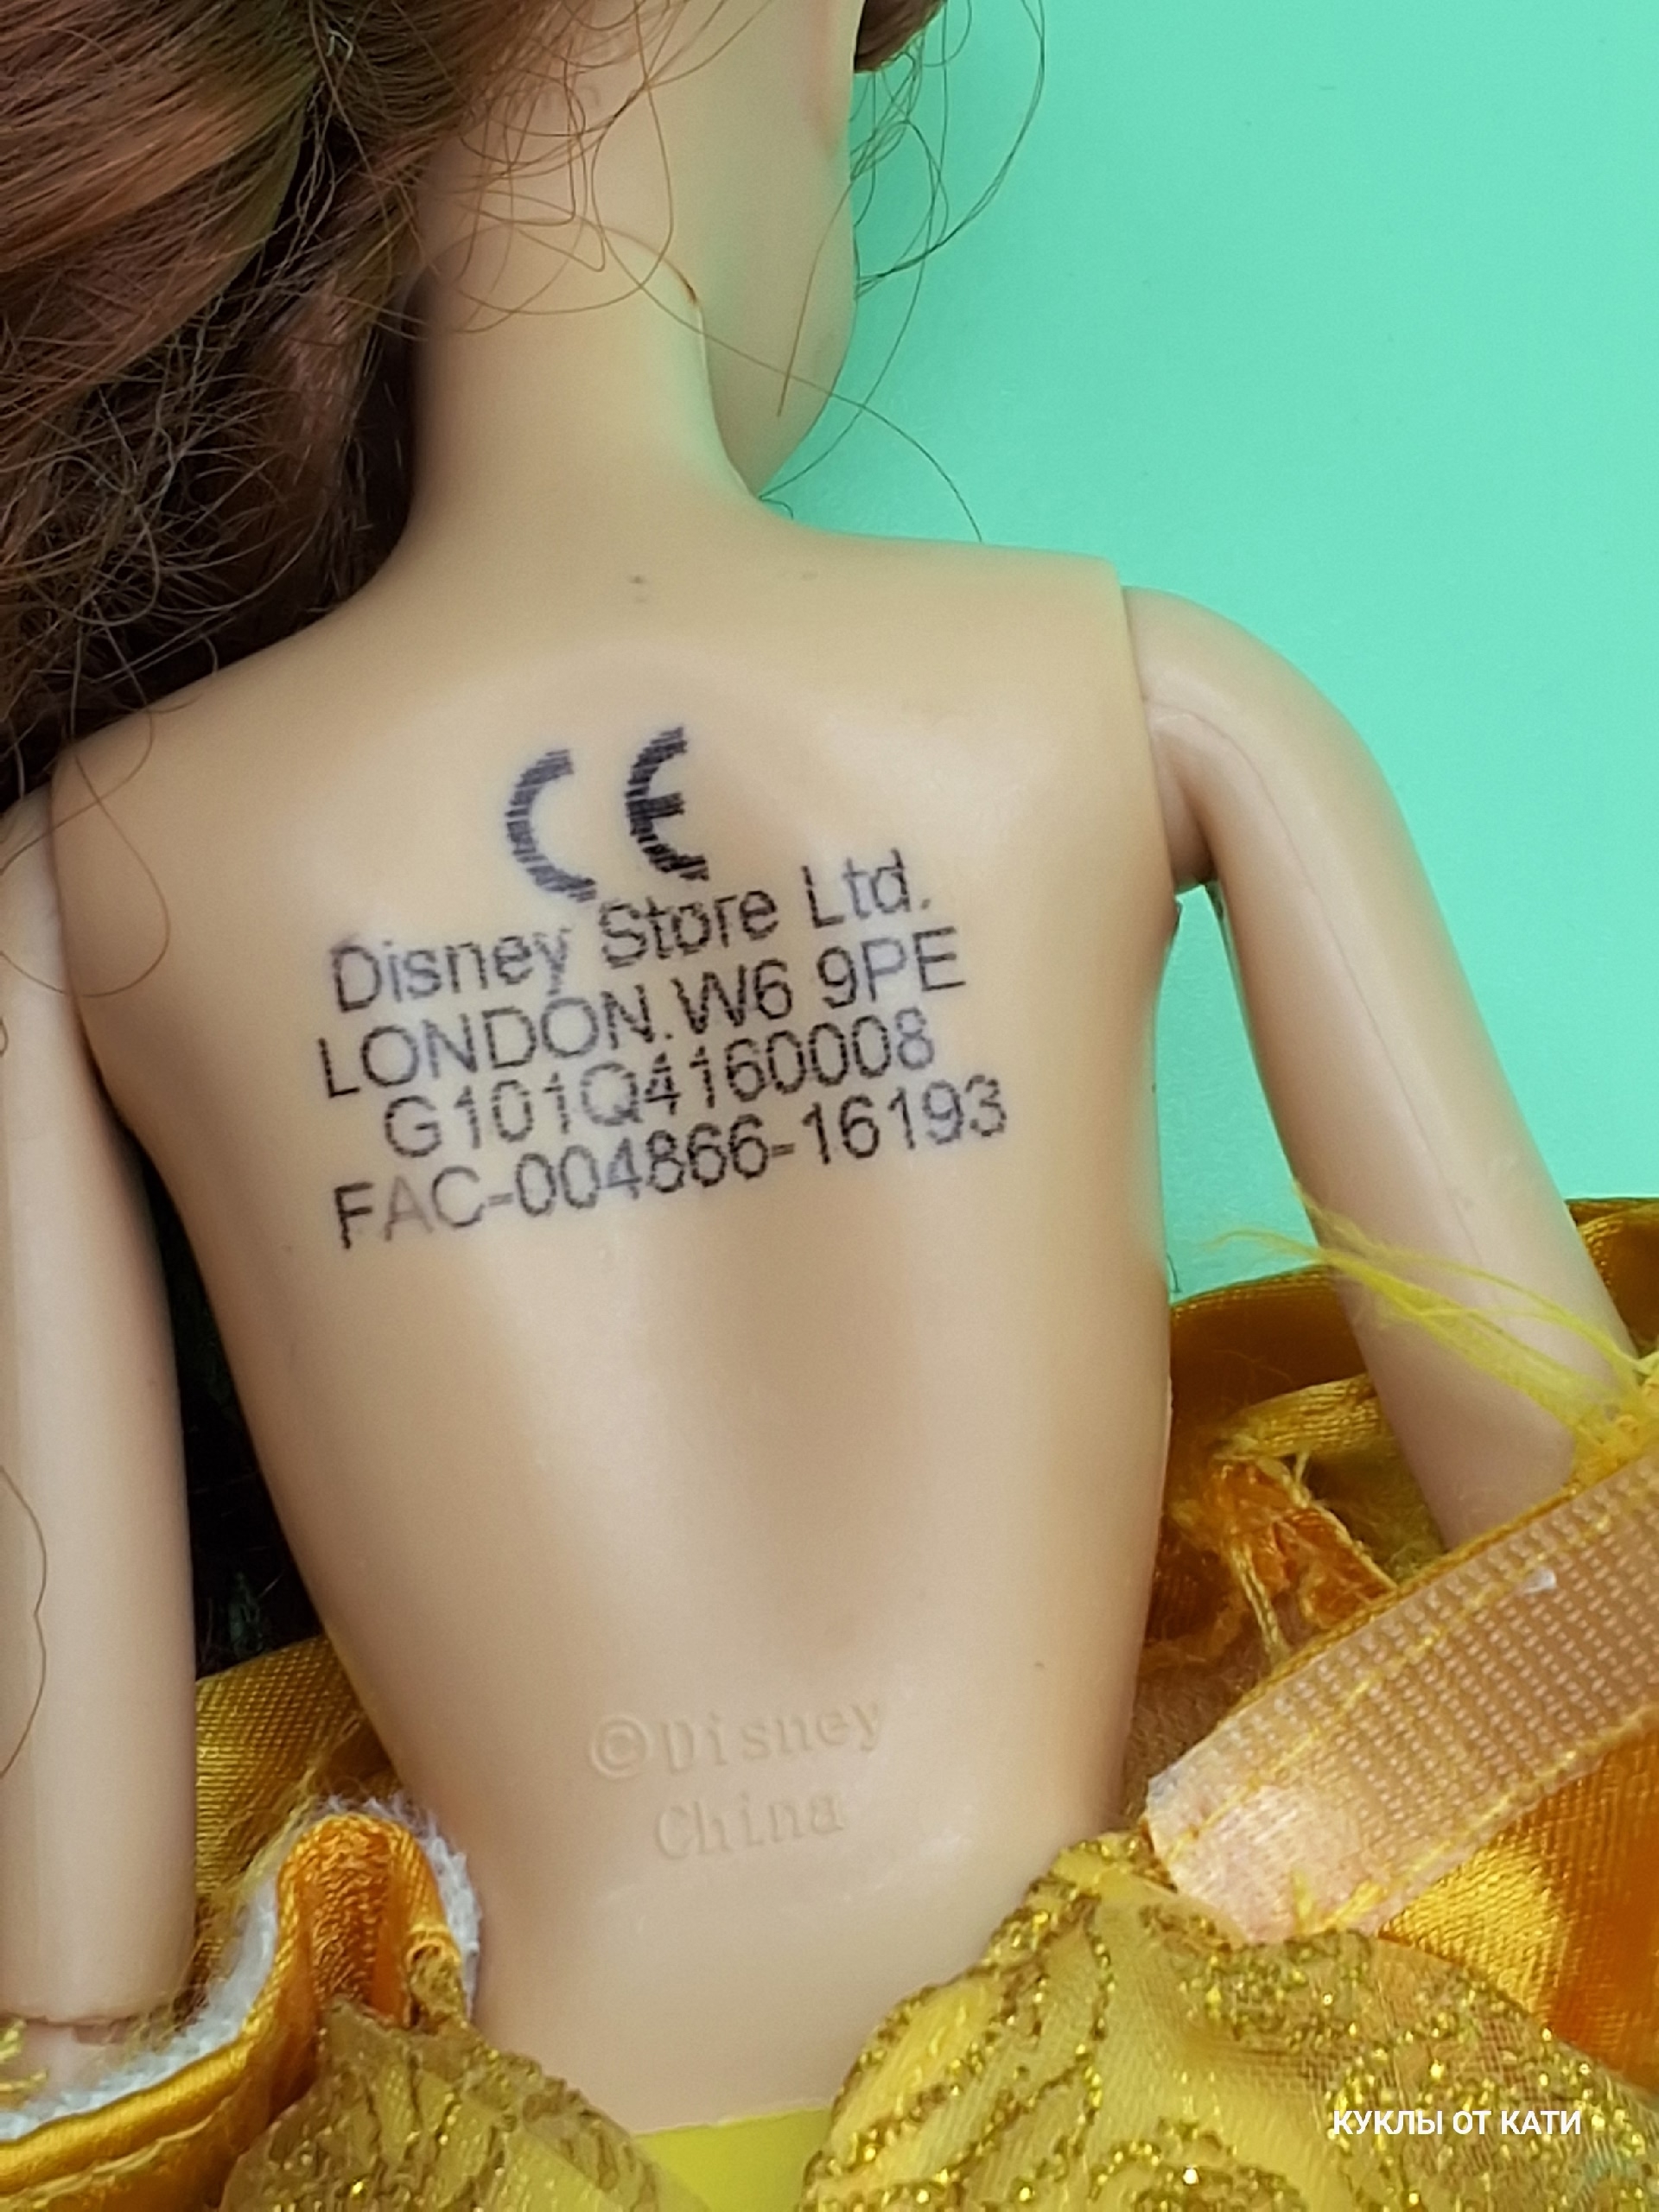 CE
Disney Store Ltd.
LONDON.W6 9PE
G101Q4160008
FAC-004866-16193
©Disney
China
КУКЛЫ ОТ КАТИ